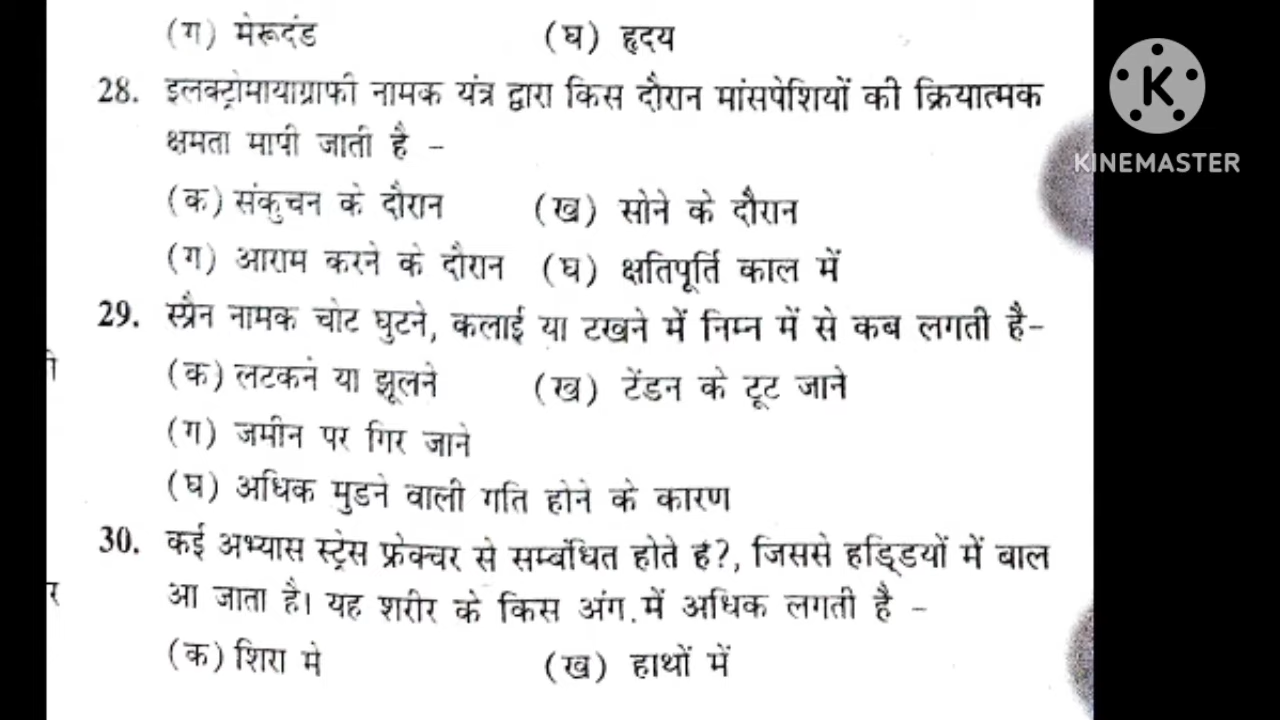 (ग) मेरूदंड (घ) हृदय
28. इलक्ट्रोमायाग्राफी नामक यंत्र द्वारा किस दौरान मांसपेशियों की क्रियात्मक
क्षमता मापी जाती है –
(क) संकुचन के दौरान (ख) सोने के दौरान
(ग) आराम करने के दौरान (घ) क्षतिपूर्ति काल में
29. स्प्रैन नामक चोट घुटने, कलाई या टखने में निम्न में से कब लगती है–
(क) लटकने या झूलने (ख) टेंडन के टूट जाने
(ग) जमीन पर गिर जाने
(घ) अधिक मुडने वाली गति होने के कारण
30. कई अभ्यास स्ट्रेस फ्रेक्चर से सम्बंधित होते हं?, जिससे हड्डियों में बाल
आ जाता है। यह शरीर के किस अंग में अधिक लगती है –
(क) शिरा मे (ख) हाथों में
K
KINEMASTER